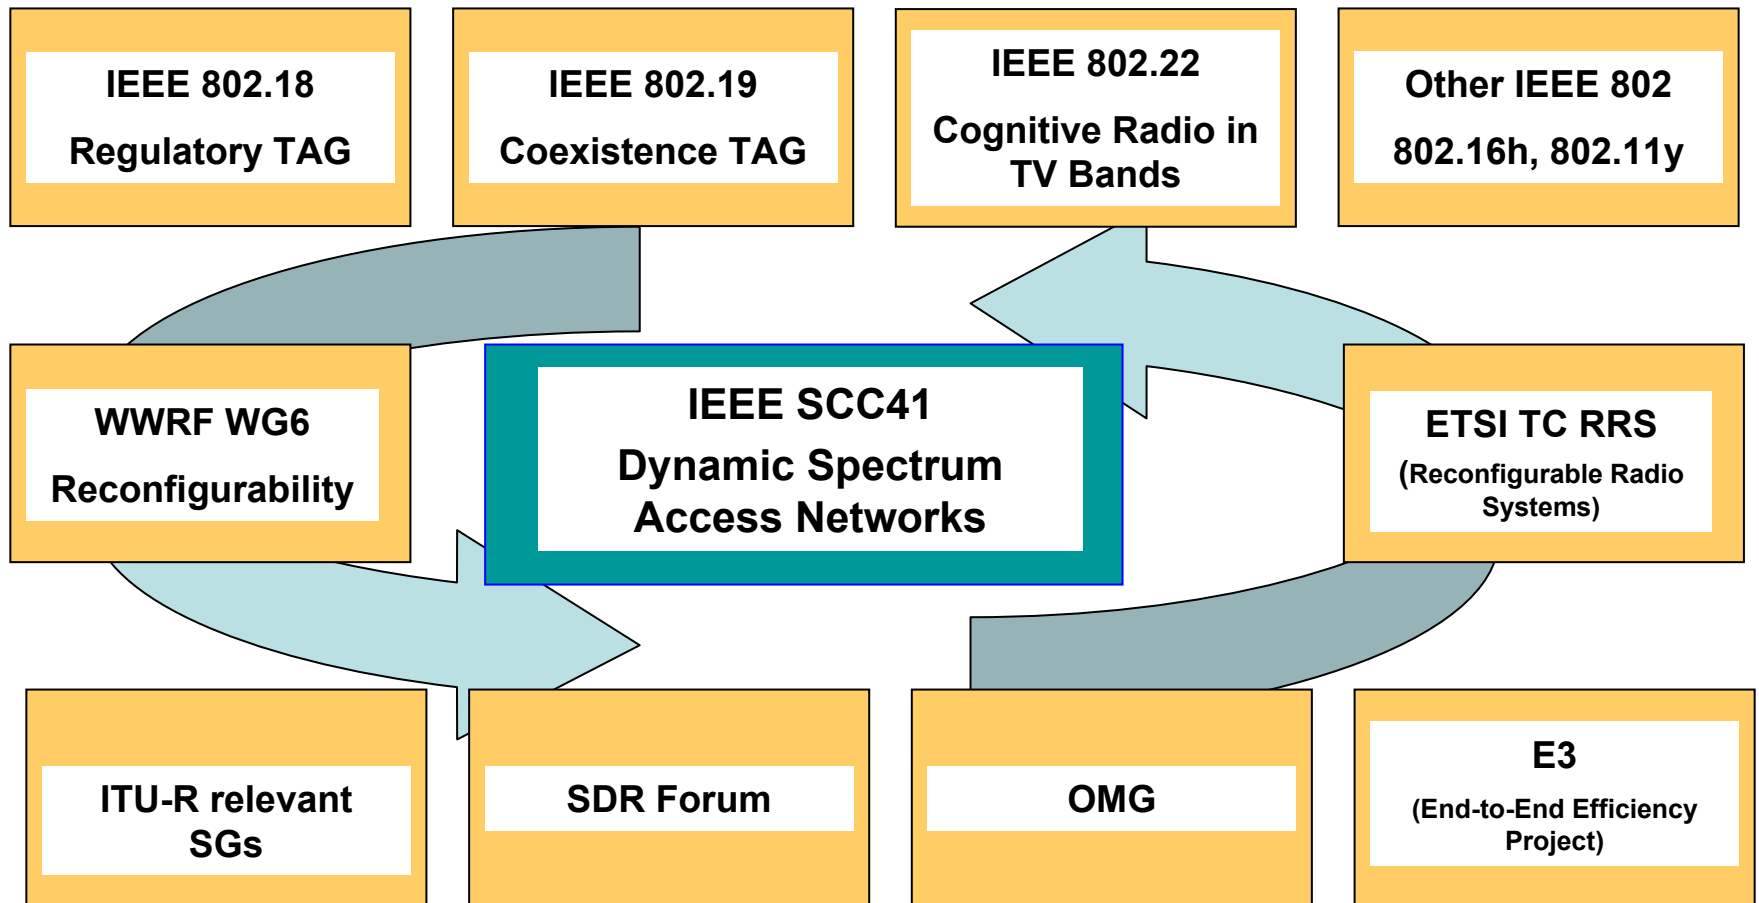 IEEE 802.18
Regulatory TAG
IEEE 802.19
Coexistence TAG
IEEE 802.22
Cognitive Radio in
TV Bands
Other IEEE 802
802.16h, 802.11y
WWRF WG6
Reconfigurability
IEEE SCC41
Dynamic Spectrum
Access Networks
ETSI TC RRS
(Reconfigurable Radio
Systems)
ITU-R relevant
SGs
SDR Forum
OMG
E3
(End-to-End Efficiency
Project)